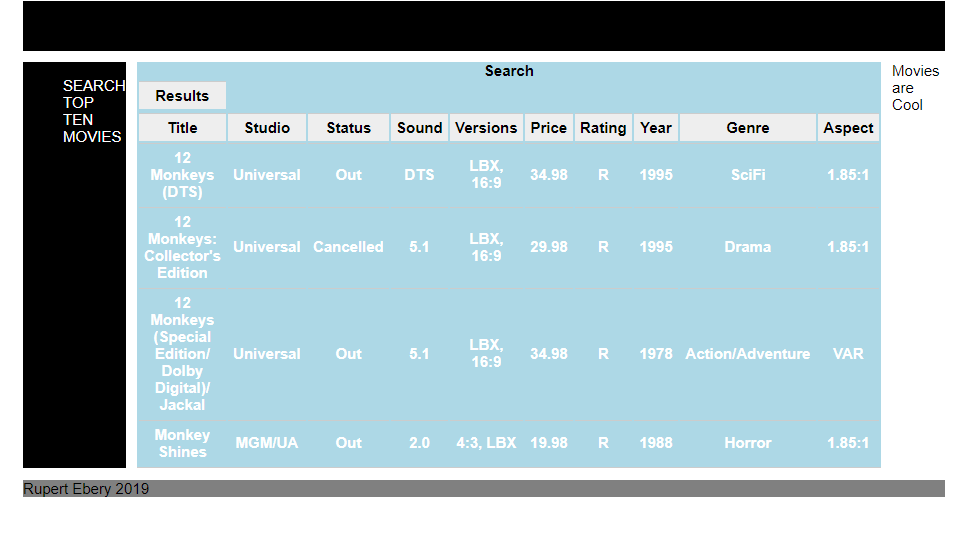 SEARCH
TOP
TEN
MOVIES
Search
Results
Title Studio Status Sound Versions Price Rating Year Genre Aspect
12 Monkeys (DTS) Universal Out DTS LBX, 16:9 34.98 R 1995 SciFi 1.85:1
12 Monkeys: Collector's Edition Universal Cancelled 5.1 LBX, 16:9 29.98 R 1995 Drama 1.85:1
12 Monkeys (Special Edition/ Dolby Digital)/ Jackal Universal Out 5.1 LBX, 16:9 34.98 R 1978 Action/Adventure VAR
Monkey Shines MGM/UA Out 2.0 4:3, LBX 19.98 R 1988 Horror 1.85:1
Movies
are
Cool
Rupert Ebery 2019